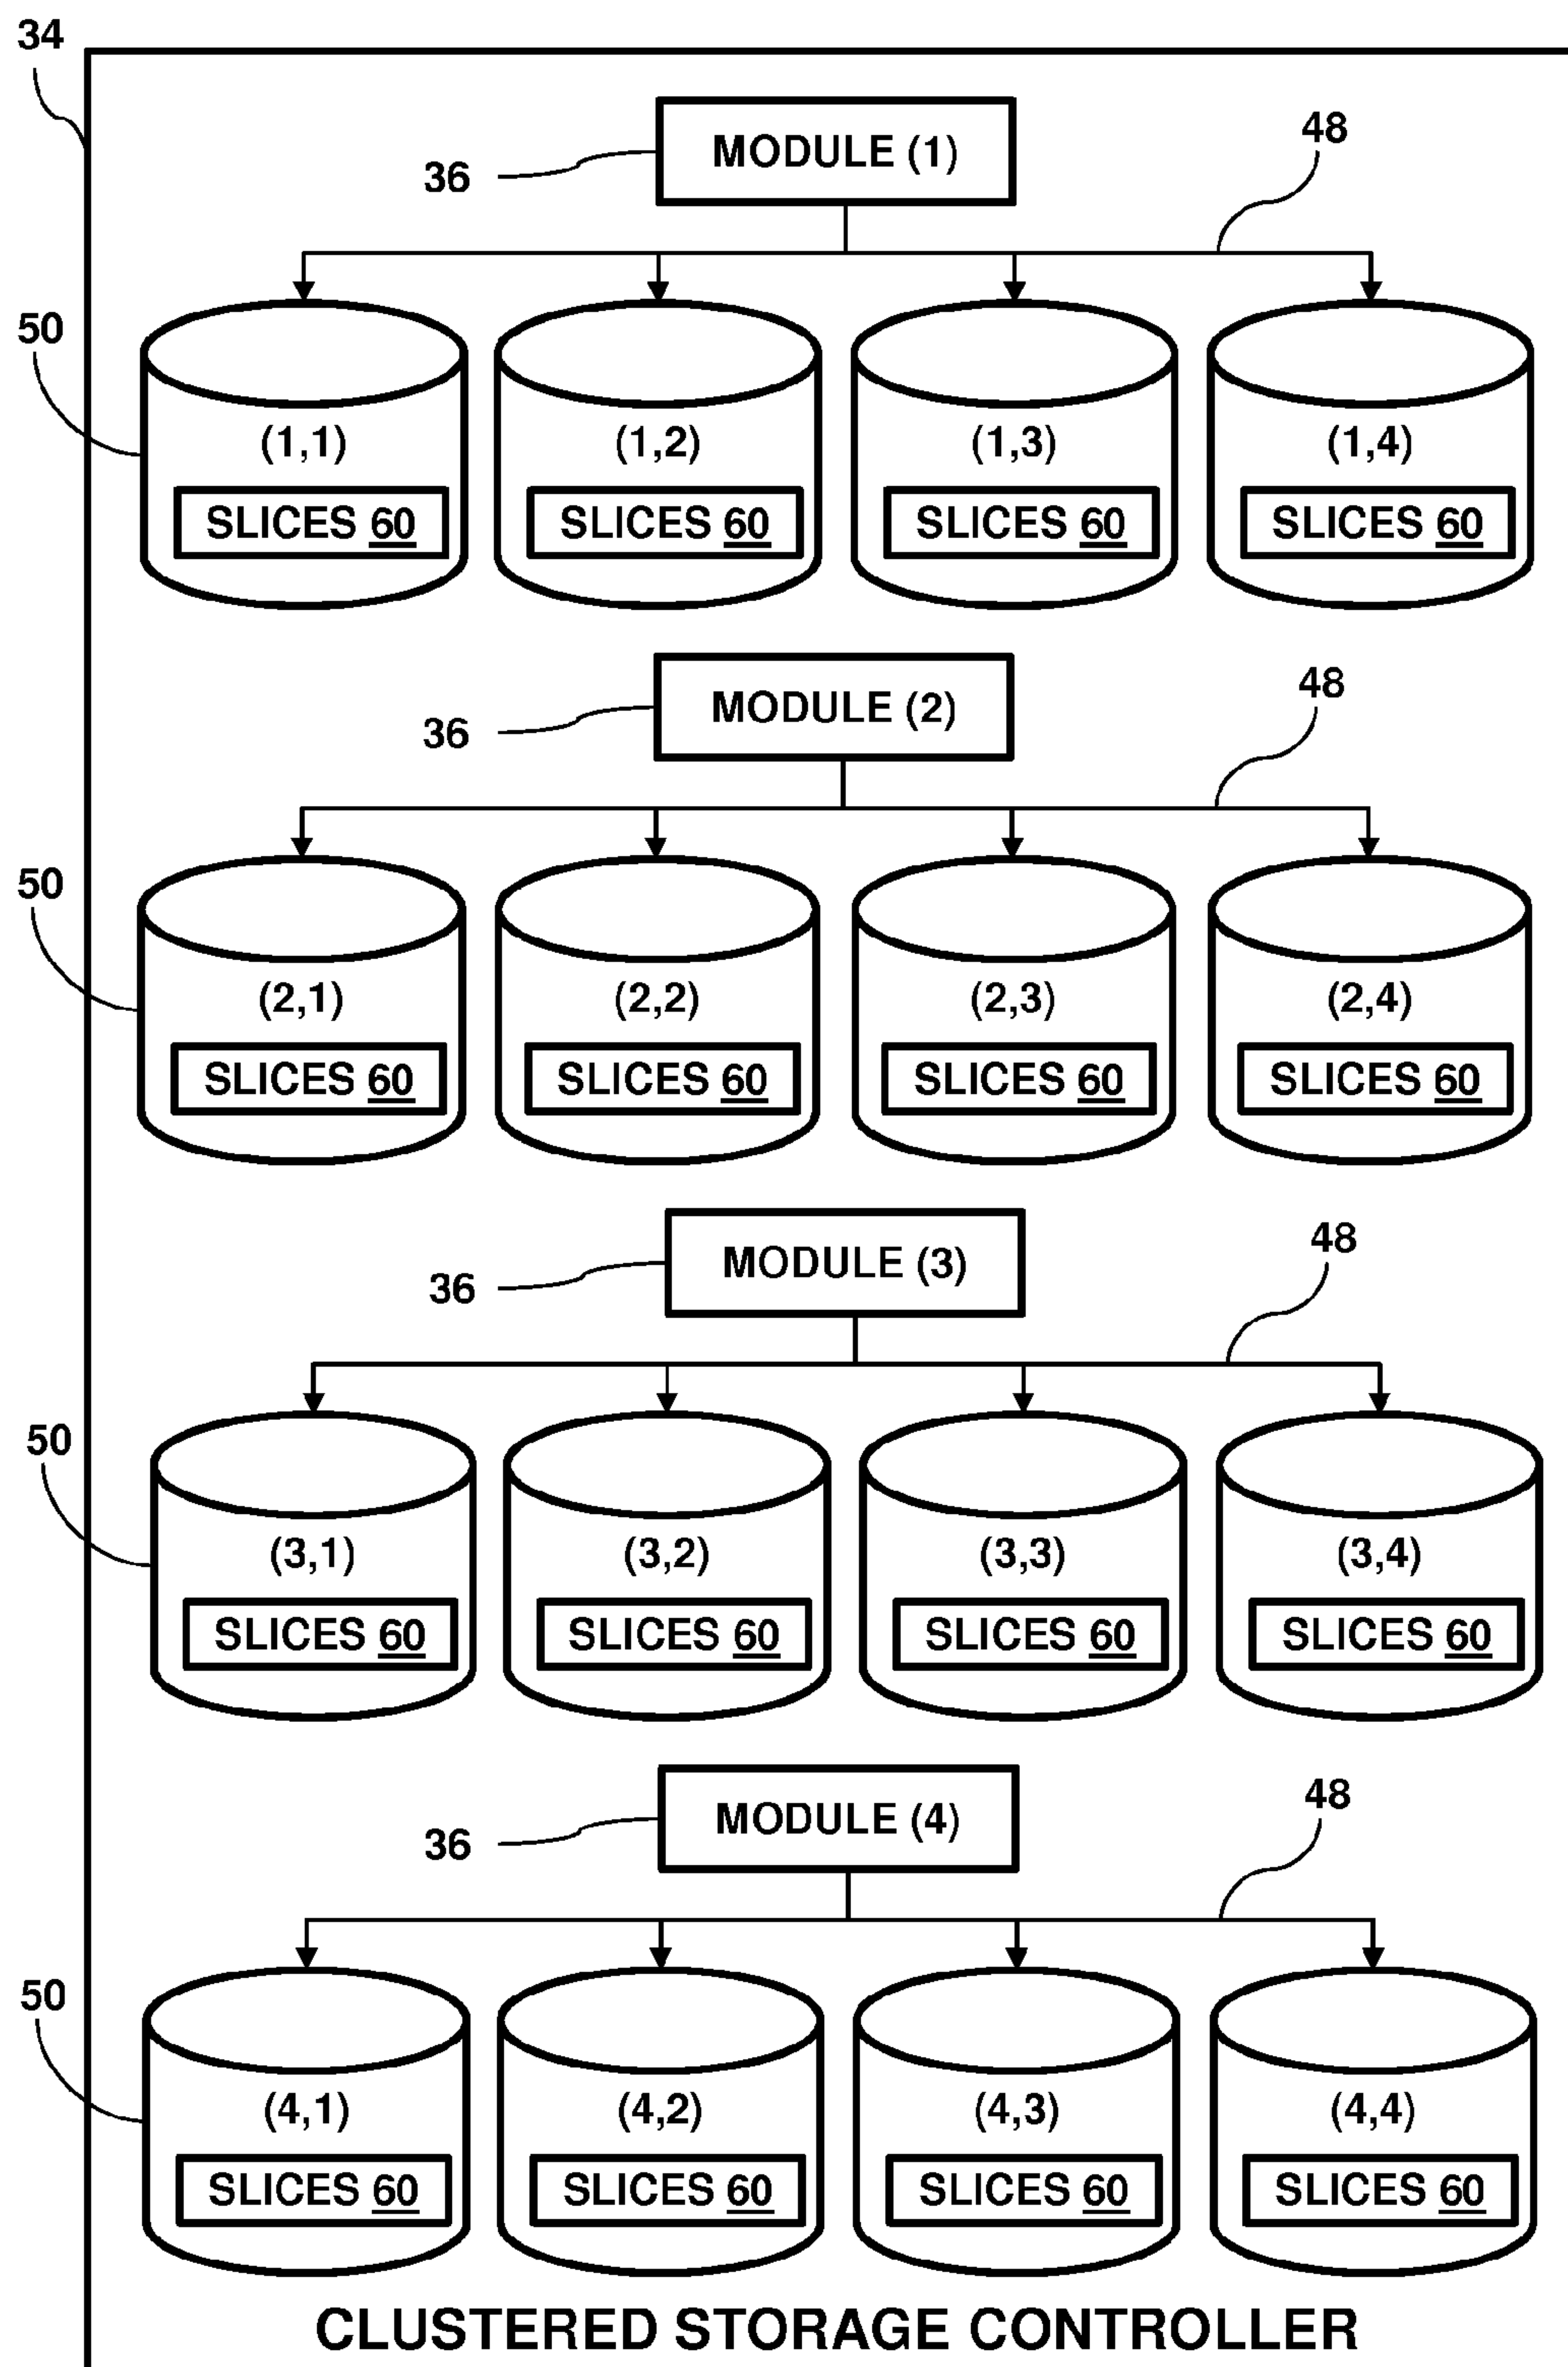 34
MODULE (1)
48
36
50
(1,1) (1,2) (1,3) (1,4)
SLICES 60 SLICES 60 SLICES 60 SLICES 60
MODULE (2)
48
36
50
(2,1) (2,2) (2,3) (2,4)
SLICES 60 SLICES 60 SLICES 60 SLICES 60
MODULE (3)
48
36
50
(3,1) (3,2) (3,3) (3,4)
SLICES 60 SLICES 60 SLICES 60 SLICES 60
MODULE (4)
48
36
50
(4,1) (4,2) (4,3) (4,4)
SLICES 60 SLICES 60 SLICES 60 SLICES 60
CLUSTERED STORAGE CONTROLLER